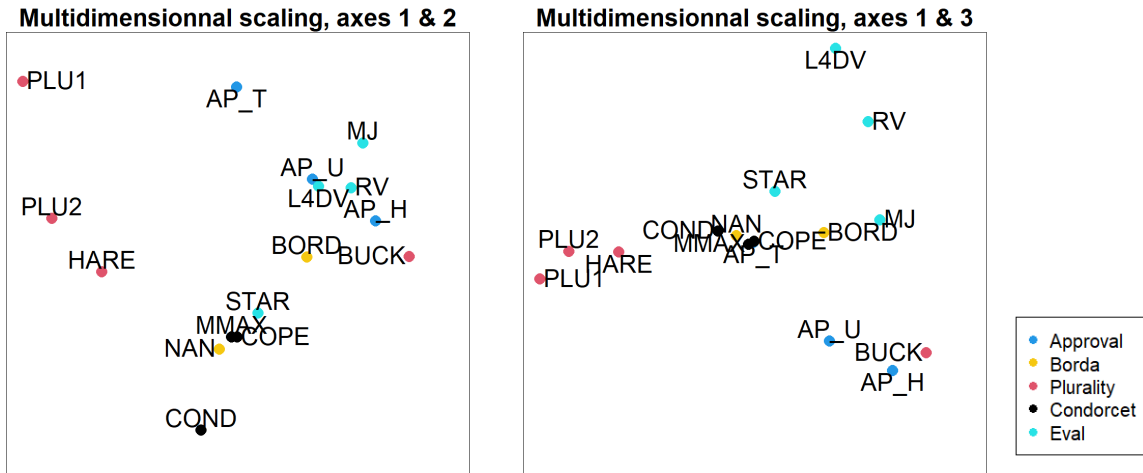 Multidimensionnal scaling, axes 1 & 2
PLU1
AP_T
MJ
AP_U
L4DV
RV
AP_H
PLU2
BORD
BUCK
HARE
STAR
MMAX
COPE
NAN
COND
Multidimensionnal scaling, axes 1 & 3
L4DV
RV
STAR
MJ
COND
NAN
BORD
MMAX
COPE
AP_T
PLU2
HARE
PLU1
AP_U
BUCK
AP_H
Approval
Borda
Plurality
Condorcet
Eval